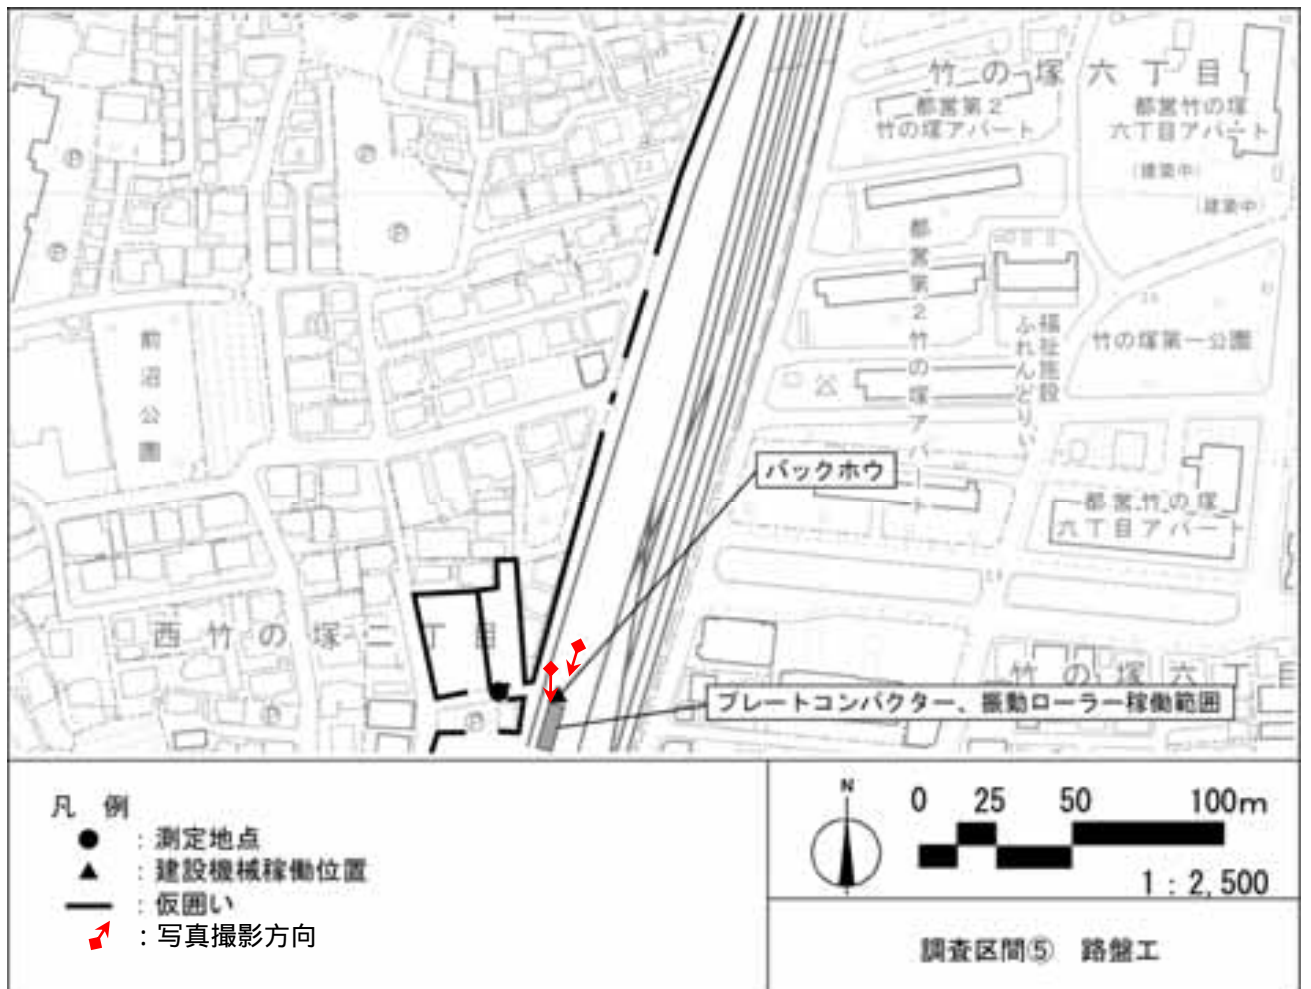 竹の塚六丁目
都営第2
竹の塚アパート
都営竹の塚
六丁目アパート
(建築中)
(建築中)
都営第2竹の塚アパート
福祉施設
ふれんどりぃ
竹の塚第一公園
前沼公園
バックホウ
都営竹の塚
六丁目アパート
西竹の塚二丁目
竹の塚六丁目
プレートコンパクター、振動ローラー稼働範囲
凡 例
● : 測定地点
▲ : 建設機械稼働位置
: 仮囲い
: 写真撮影方向
N
0 25 50 100m
1 : 2,500
調査区間⑤ 路盤工